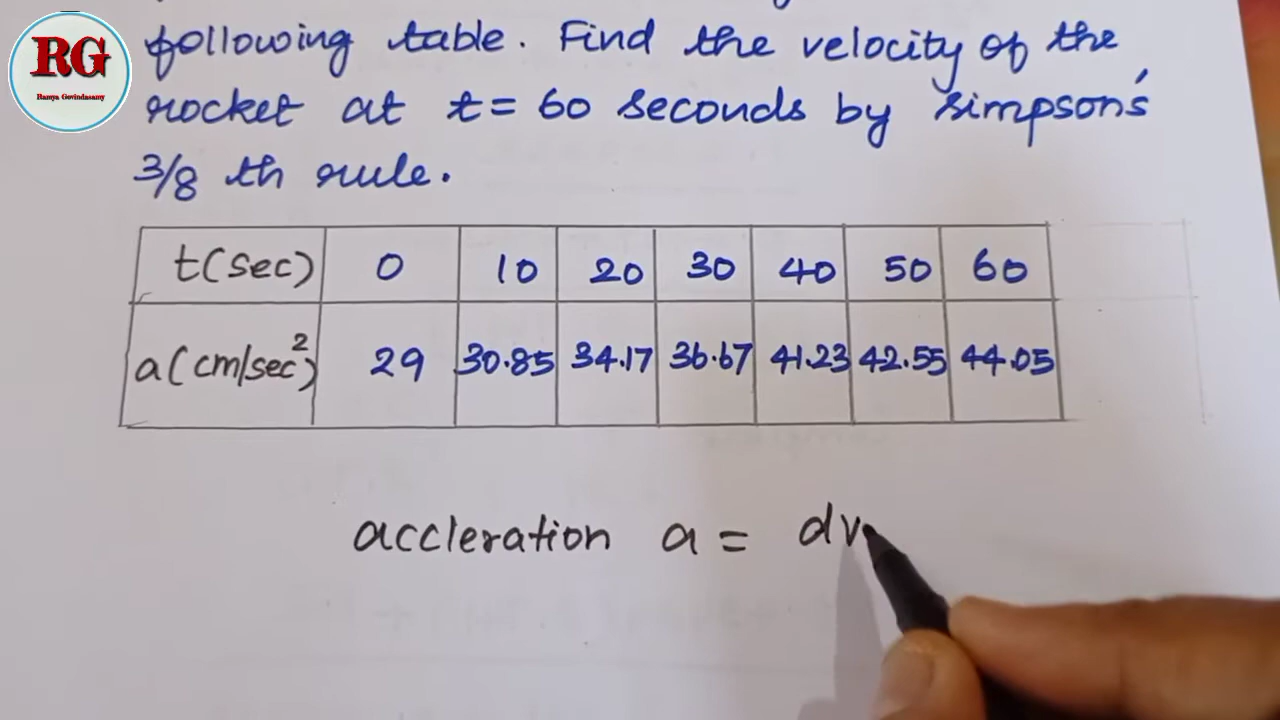 RG
Ramya Govindasamy
following table. Find the velocity of the
rocket at t = 60 seconds by simpson's
3/8 th rule.
t(sec) 0 10 20 30 40 50 60
a(cm/sec²) 29 30.85 34.17 36.67 41.23 42.55 44.05
accleration a = dv